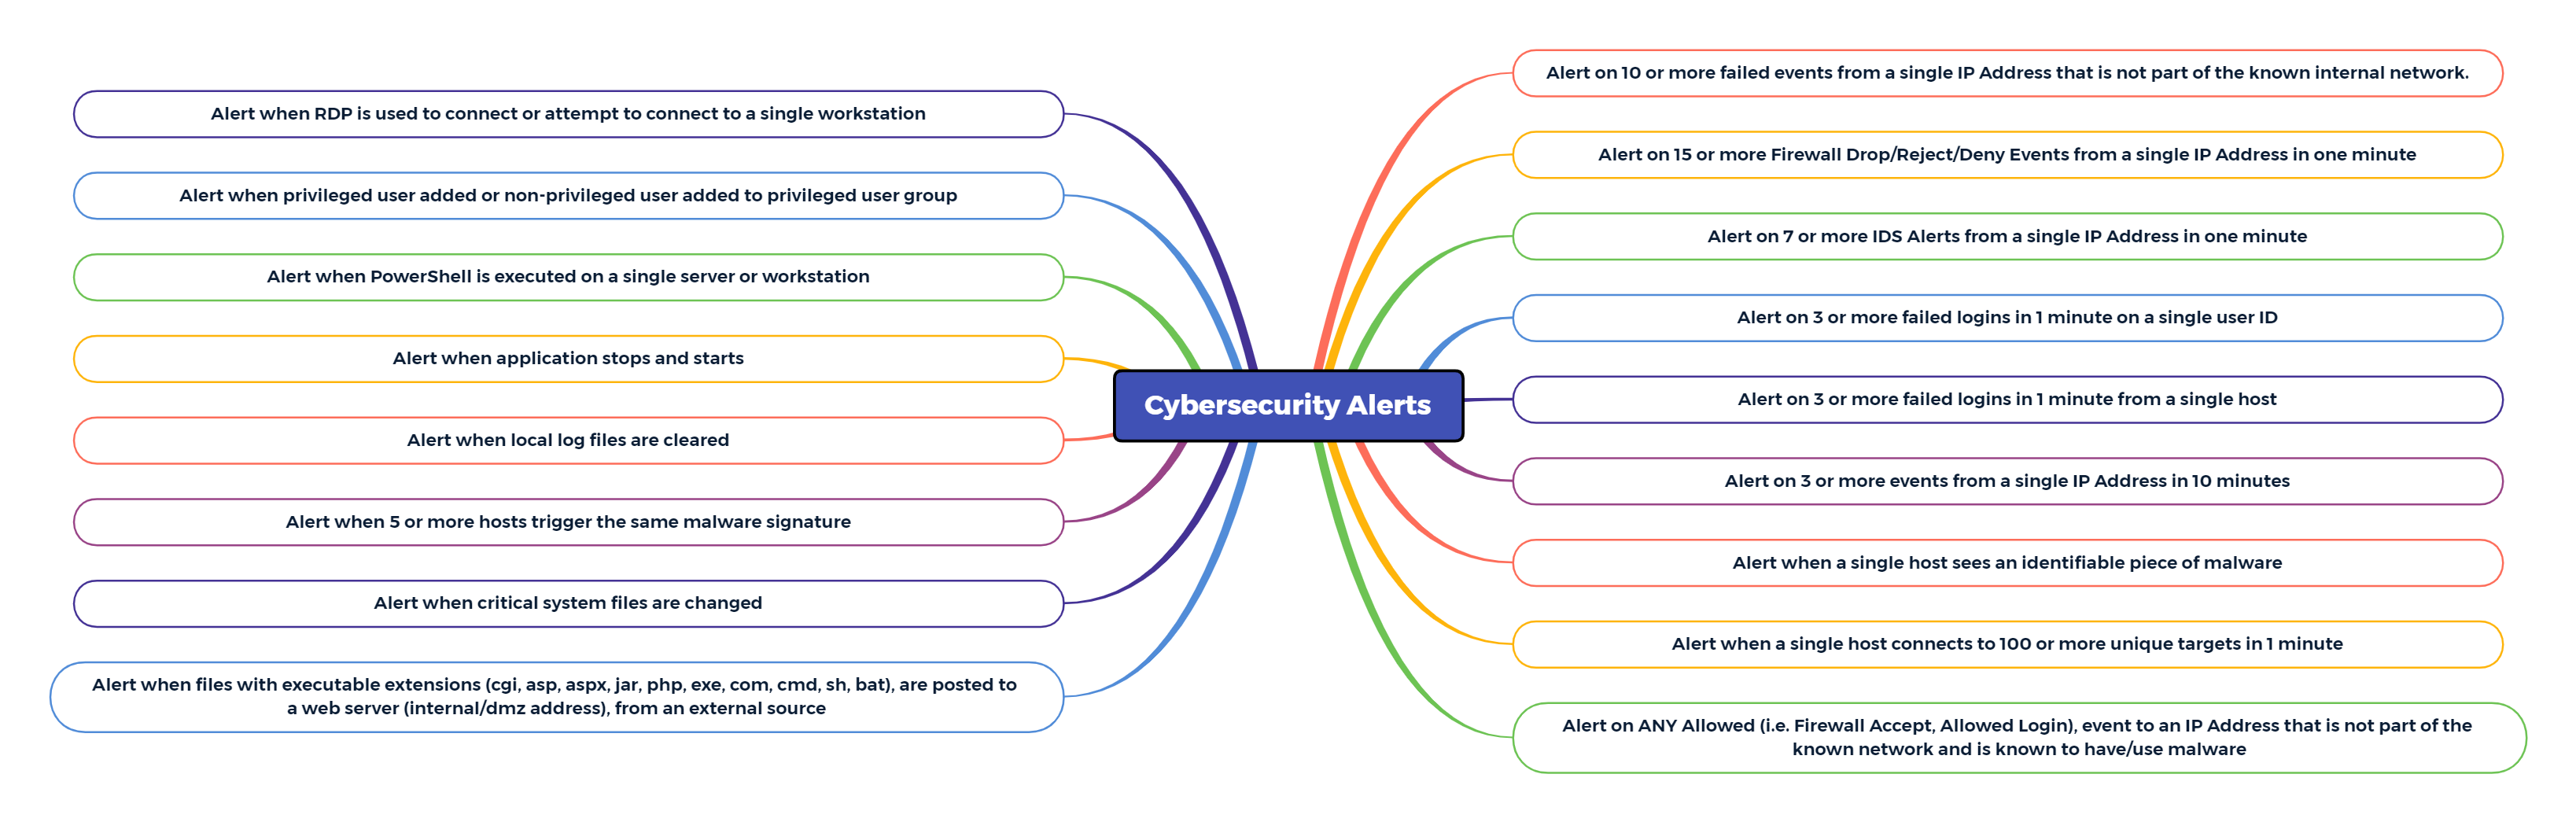 Alert when RDP is used to connect or attempt to connect to a single workstation
Alert when privileged user added or non-privileged user added to privileged user group
Alert when PowerShell is executed on a single server or workstation
Alert when application stops and starts
Alert when local log files are cleared
Alert when 5 or more hosts trigger the same malware signature
Alert when critical system files are changed
Alert when files with executable extensions (cgi, asp, aspx, jar, php, exe, com, cmd, sh, bat), are posted to
a web server (internal/dmz address), from an external source
Cybersecurity Alerts
Alert on 10 or more failed events from a single IP Address that is not part of the known internal network.
Alert on 15 or more Firewall Drop/Reject/Deny Events from a single IP Address in one minute
Alert on 7 or more IDS Alerts from a single IP Address in one minute
Alert on 3 or more failed logins in 1 minute on a single user ID
Alert on 3 or more failed logins in 1 minute from a single host
Alert on 3 or more events from a single IP Address in 10 minutes
Alert when a single host sees an identifiable piece of malware
Alert when a single host connects to 100 or more unique targets in 1 minute
Alert on ANY Allowed (i.e. Firewall Accept, Allowed Login), event to an IP Address that is not part of the
known network and is known to have/use malware